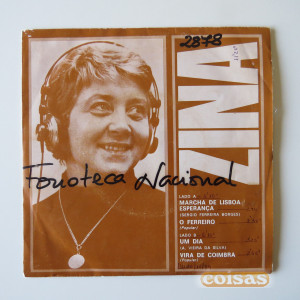 2878
ZINA
Fonoteca Nacional
LADO A
MARCHA DE LISBOA
ESPERANÇA
(SERGIO FERREIRA BORGES)
O FERREIRO
(Popular)
LADO B
UM DIA
(A. VIEIRA DA SILVA)
VIRA DE COIMBRA
(Popular)
coisas